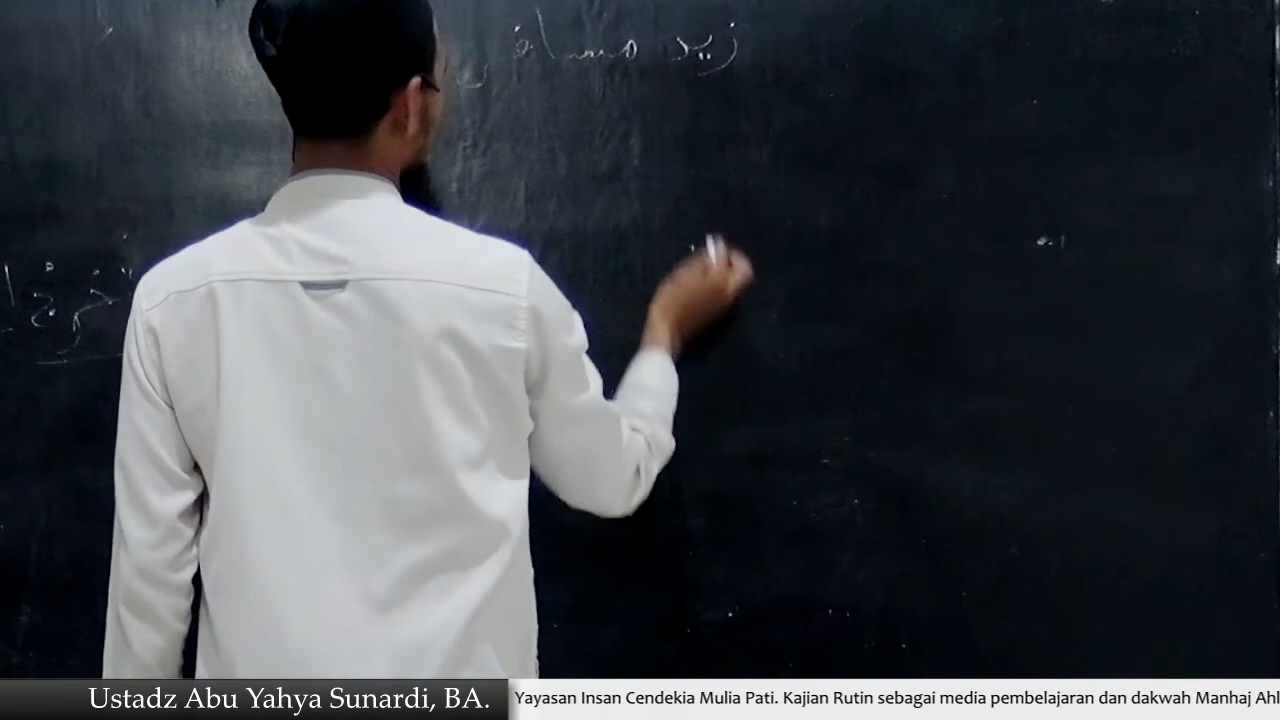 زيد مسافر
Ustadz Abu Yahya Sunardi, BA.
Yayasan Insan Cendekia Mulia Pati. Kajian Rutin sebagai media pembelajaran dan dakwah Manhaj Ahl